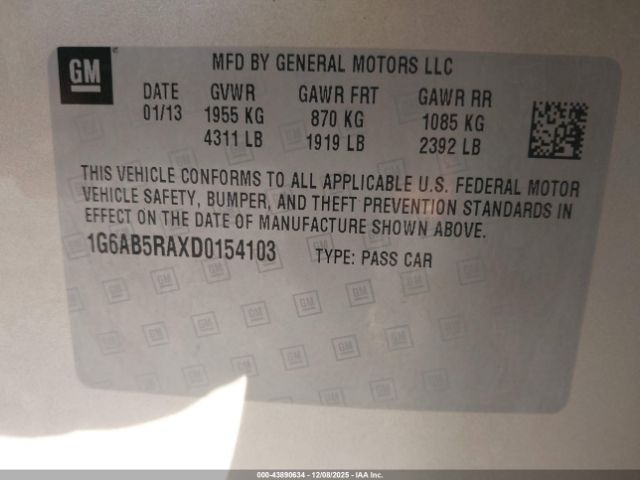 GM
MFD BY GENERAL MOTORS LLC
DATE GVWR GAWR FRT GAWR RR
01/13 1955 KG 870 KG 1085 KG
4311 LB 1919 LB 2392 LB
THIS VEHICLE CONFORMS TO ALL APPLICABLE U.S. FEDERAL MOTOR
VEHICLE SAFETY, BUMPER, AND THEFT PREVENTION STANDARDS IN
EFFECT ON THE DATE OF MANUFACTURE SHOWN ABOVE.
1G6AB5RAXD0154103 TYPE: PASS CAR
000-43890634 - 12/08/2025 - IAA Inc.